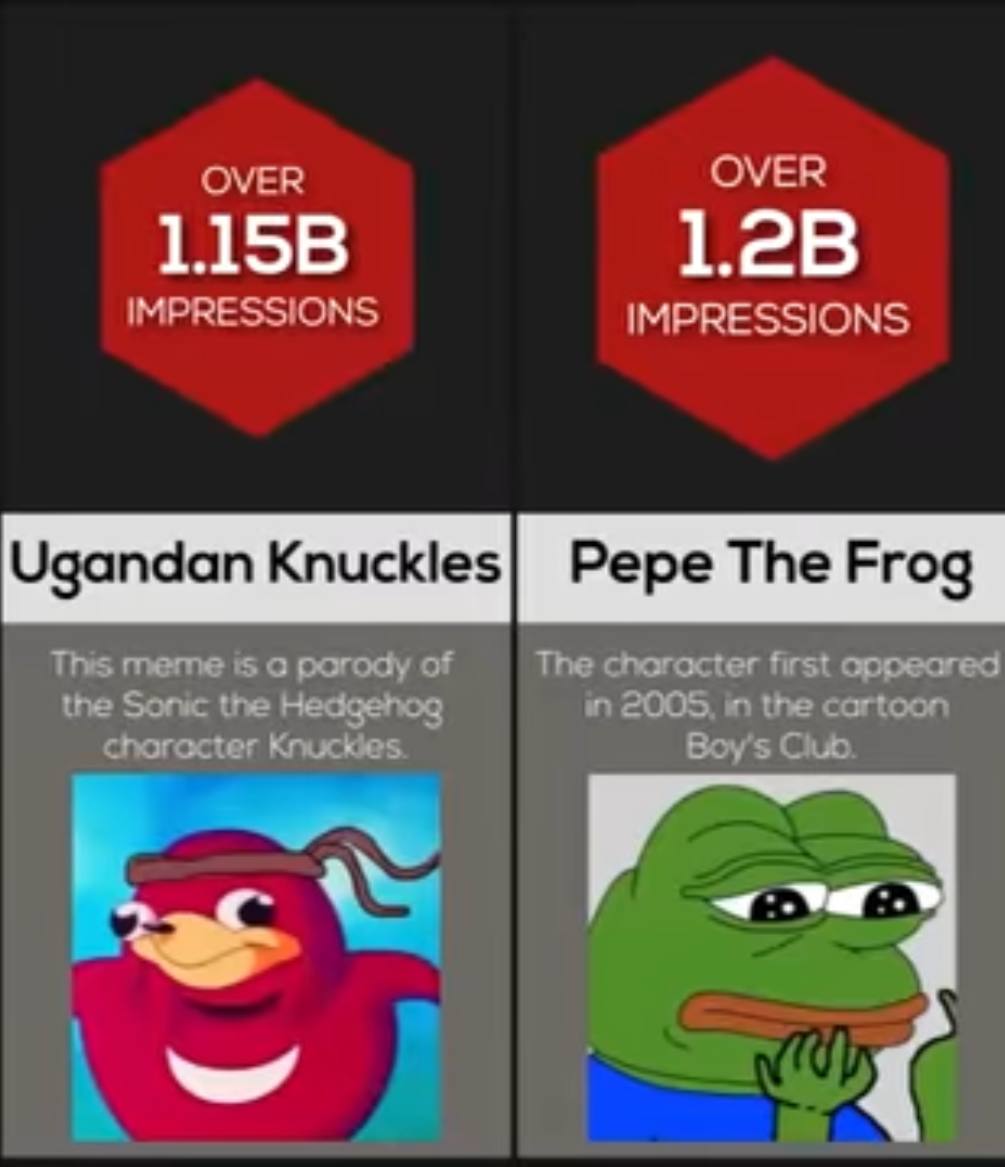 OVER
1.15B
IMPRESSIONS
Ugandan Knuckles
This meme is a parody of
the Sonic the Hedgehog
character Knuckles.
OVER
1.2B
IMPRESSIONS
Pepe The Frog
The character first appeared
in 2005, in the cartoon
Boy's Club.